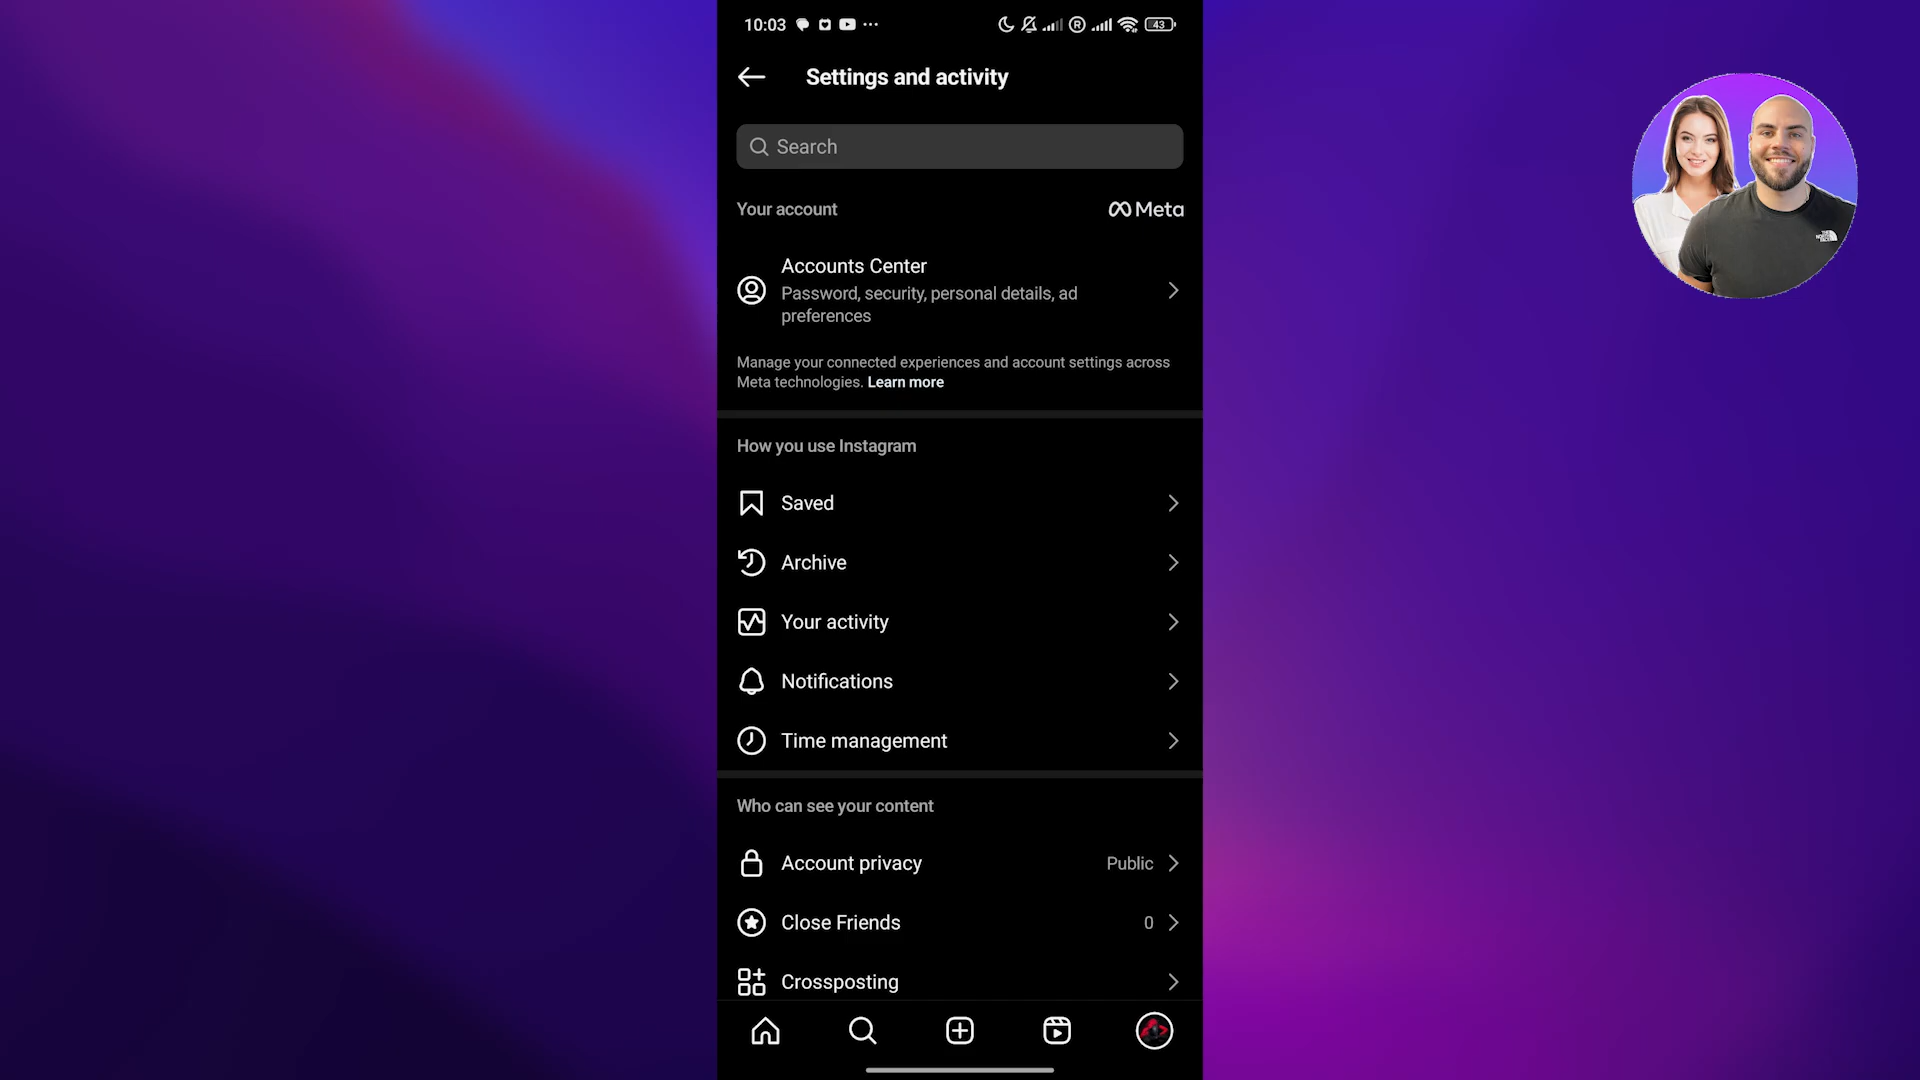 10:03
43
Settings and activity
Search
Your account
Meta
Accounts Center
Password, security, personal details, ad
preferences
Manage your connected experiences and account settings across
Meta technologies. Learn more
How you use Instagram
Saved
Archive
Your activity
Notifications
Time management
Who can see your content
Account privacy Public
Close Friends 0
Crossposting